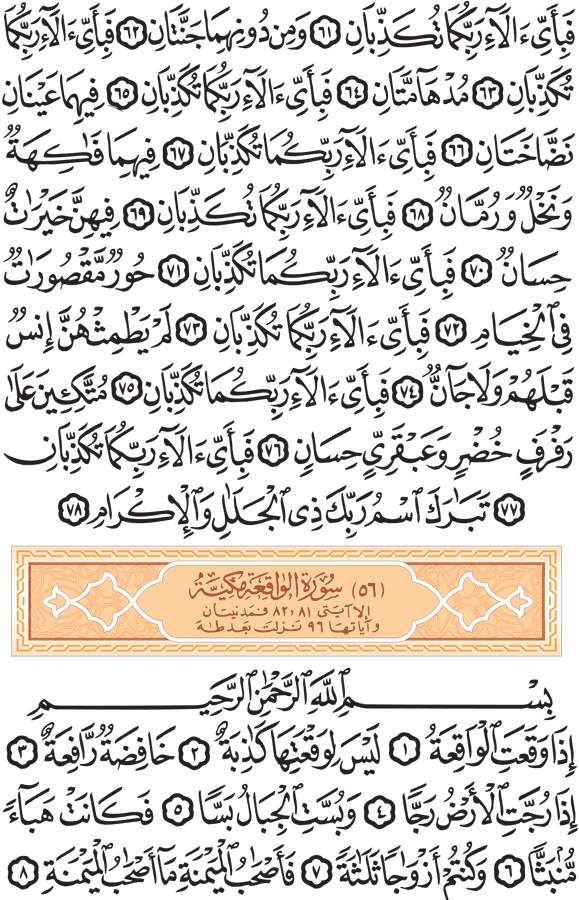 فَبِأَيِّ ءَالَآءِ رَبِّكُمَا تُكَذِّبَانِ ۝٦١ وَمِن دُونِهِمَا جَنَّتَانِ ۝٦٢ فَبِأَيِّ ءَالَآءِ رَبِّكُمَا
تُكَذِّبَانِ ۝٦٣ مُدْهَآمَّتَانِ ۝٦٤ فَبِأَيِّ ءَالَآءِ رَبِّكُمَا تُكَذِّبَانِ ۝٦٥ فِيهِمَا عَيْنَانِ
نَضَّاخَتَانِ ۝٦٦ فَبِأَيِّ ءَالَآءِ رَبِّكُمَا تُكَذِّبَانِ ۝٦٧ فِيهِمَا فَٰكِهَةٌ
وَنَخْلٌ وَرُمَّانٌ ۝٦٨ فَبِأَيِّ ءَالَآءِ رَبِّكُمَا تُكَذِّبَانِ ۝٦٩ فِيهِنَّ خَيْرَٰتٌ
حِسَانٌ ۝٧٠ فَبِأَيِّ ءَالَآءِ رَبِّكُمَا تُكَذِّبَانِ ۝٧١ حُورٌ مَّقْصُورَٰتٌ
فِي ٱلْخِيَامِ ۝٧٢ فَبِأَيِّ ءَالَآءِ رَبِّكُمَا تُكَذِّبَانِ ۝٧٣ لَمْ يَطْمِثْهُنَّ إِنسٌ
قَبْلَهُمْ وَلَا جَآنٌّ ۝٧٤ فَبِأَيِّ ءَالَآءِ رَبِّكُمَا تُكَذِّبَانِ ۝٧٥ مُتَّكِـِٔينَ عَلَىٰ
رَفْرَفٍ خُضْرٍ وَعَبْقَرِيٍّ حِسَانٍ ۝٧٦ فَبِأَيِّ ءَالَآءِ رَبِّكُمَا تُكَذِّبَانِ
۝٧٧ تَبَٰرَكَ ٱسْمُ رَبِّكَ ذِي ٱلْجَلَٰلِ وَٱلْإِكْرَامِ ۝٧٨
(٥٦) سُورَة الوَاقعَة مكيّة
إلا آيتى ٨١، ٨٢ فمدنيتان
وآياتها ٩٦ نزلت بعد طه
بِسْمِ ٱللَّهِ ٱلرَّحْمَٰنِ ٱلرَّحِيمِ
إِذَا وَقَعَتِ ٱلْوَاقِعَةُ ۝١ لَيْسَ لِوَقْعَتِهَا كَاذِبَةٌ ۝٢ خَافِضَةٌ رَّافِعَةٌ ۝٣
إِذَا رُجَّتِ ٱلْأَرْضُ رَجًّا ۝٤ وَبُسَّتِ ٱلْجِبَالُ بَسًّا ۝٥ فَكَانَتْ هَبَآءً
مُّنۢبَثًّا ۝٦ وَكُنتُمْ أَزْوَٰجًا ثَلَٰثَةً ۝٧ فَأَصْحَٰبُ ٱلْمَيْمَنَةِ مَآ أَصْحَٰبُ ٱلْمَيْمَنَةِ ۝٨